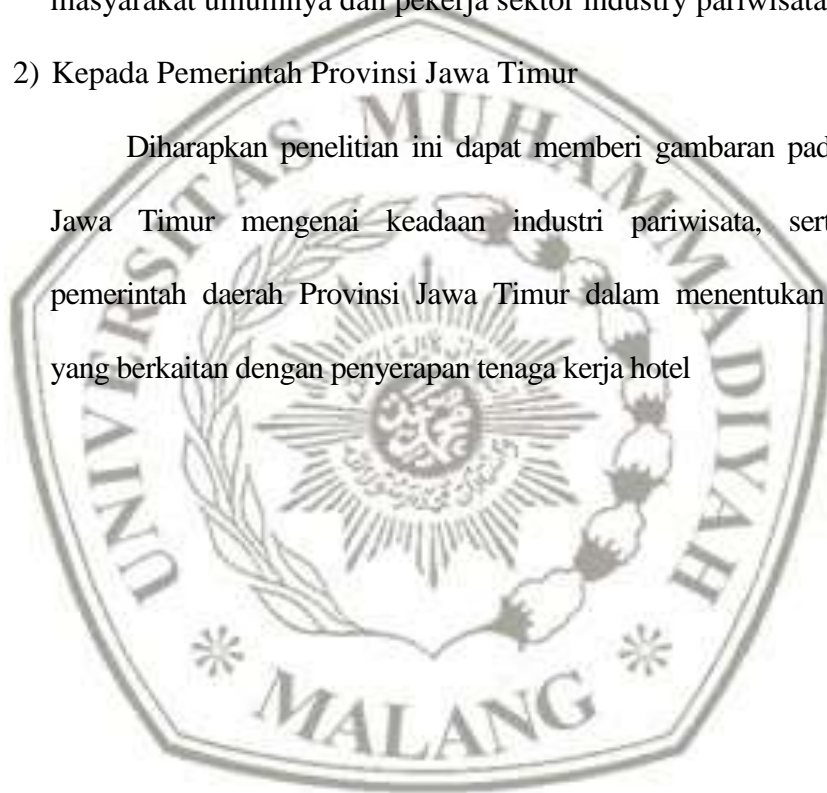 masyarakat umumnya dan pekerja sektor industry pariwisata
2) Kepada Pemerintah Provinsi Jawa Timur
Diharapkan penelitian ini dapat memberi gambaran pad
Jawa Timur mengenai keadaan industri pariwisata, sert
pemerintah daerah Provinsi Jawa Timur dalam menentukan
yang berkaitan dengan penyerapan tenaga kerja hotel
UNIVERSITAS MUHAMMADIYAH
MALANG